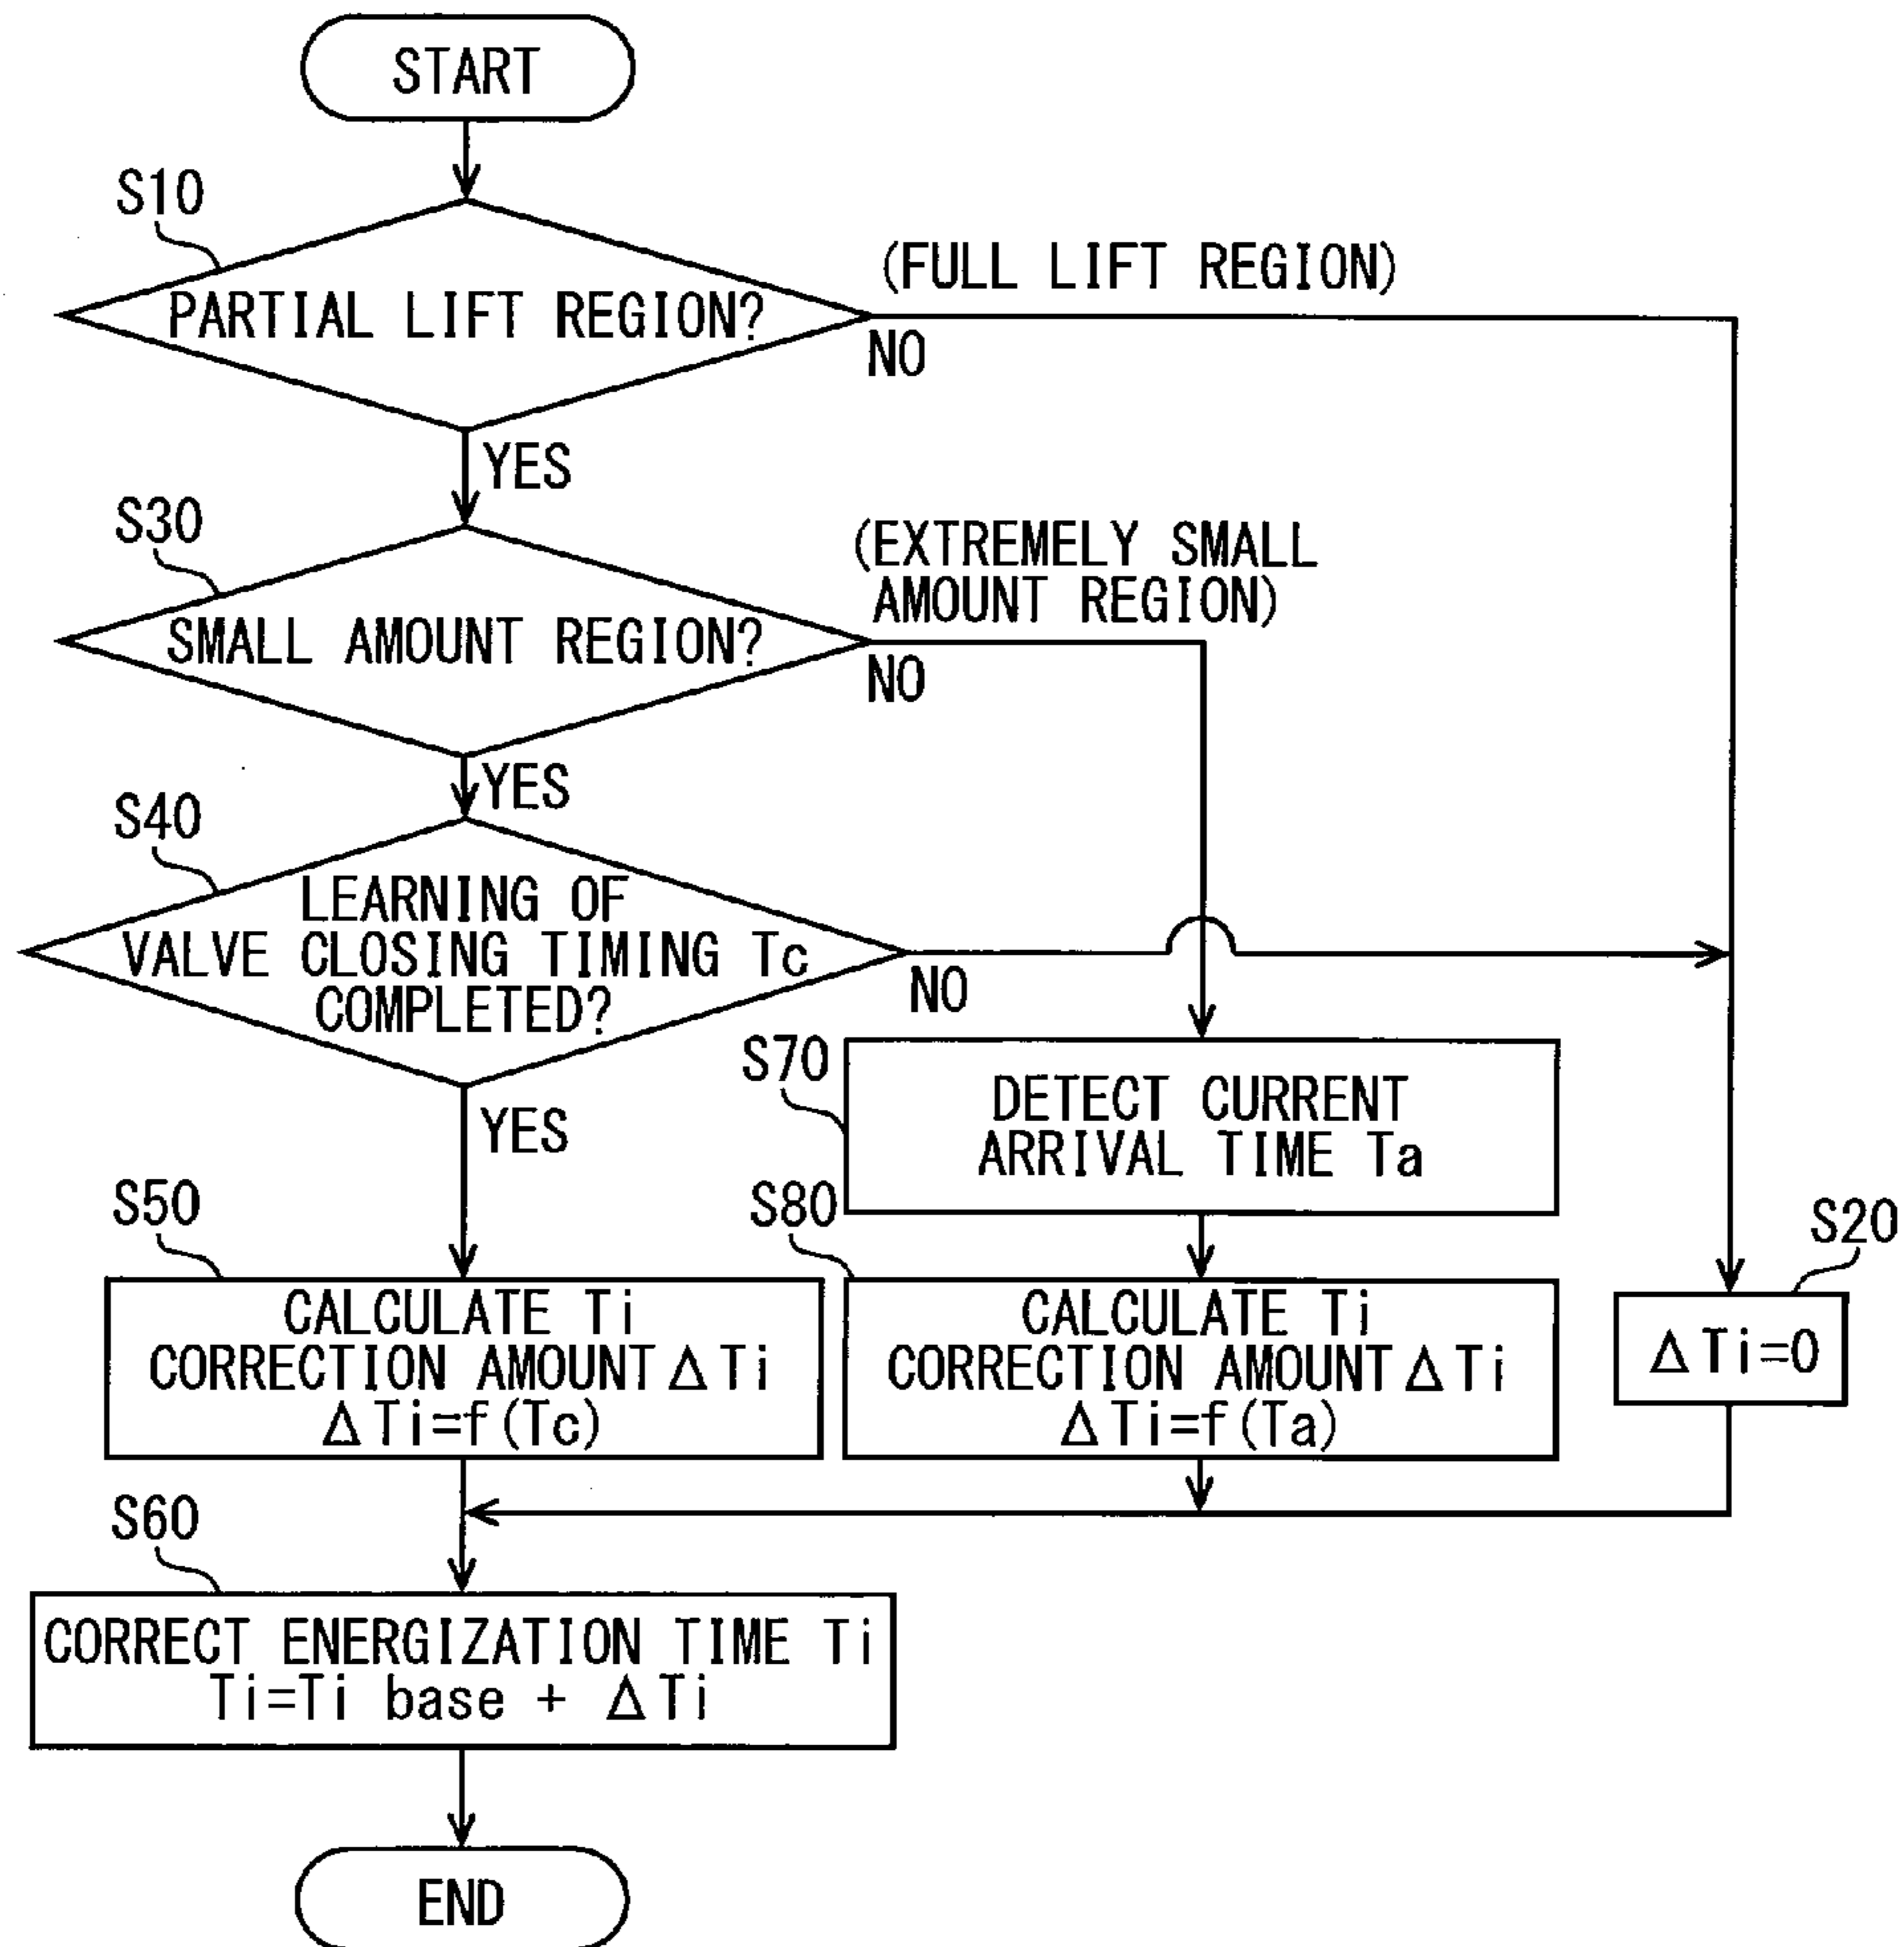 START
S10
PARTIAL LIFT REGION?
(FULL LIFT REGION)
NO
YES
S30
SMALL AMOUNT REGION?
(EXTREMELY SMALL
AMOUNT REGION)
NO
YES
S40
LEARNING OF
VALVE CLOSING TIMING Tc
COMPLETED?
NO
YES
S70
DETECT CURRENT
ARRIVAL TIME Ta
S50
CALCULATE Ti
CORRECTION AMOUNT ΔTi
ΔTi=f(Tc)
S80
CALCULATE Ti
CORRECTION AMOUNT ΔTi
ΔTi=f(Ta)
S20
ΔTi=0
S60
CORRECT ENERGIZATION TIME Ti
Ti=Ti base + ΔTi
END